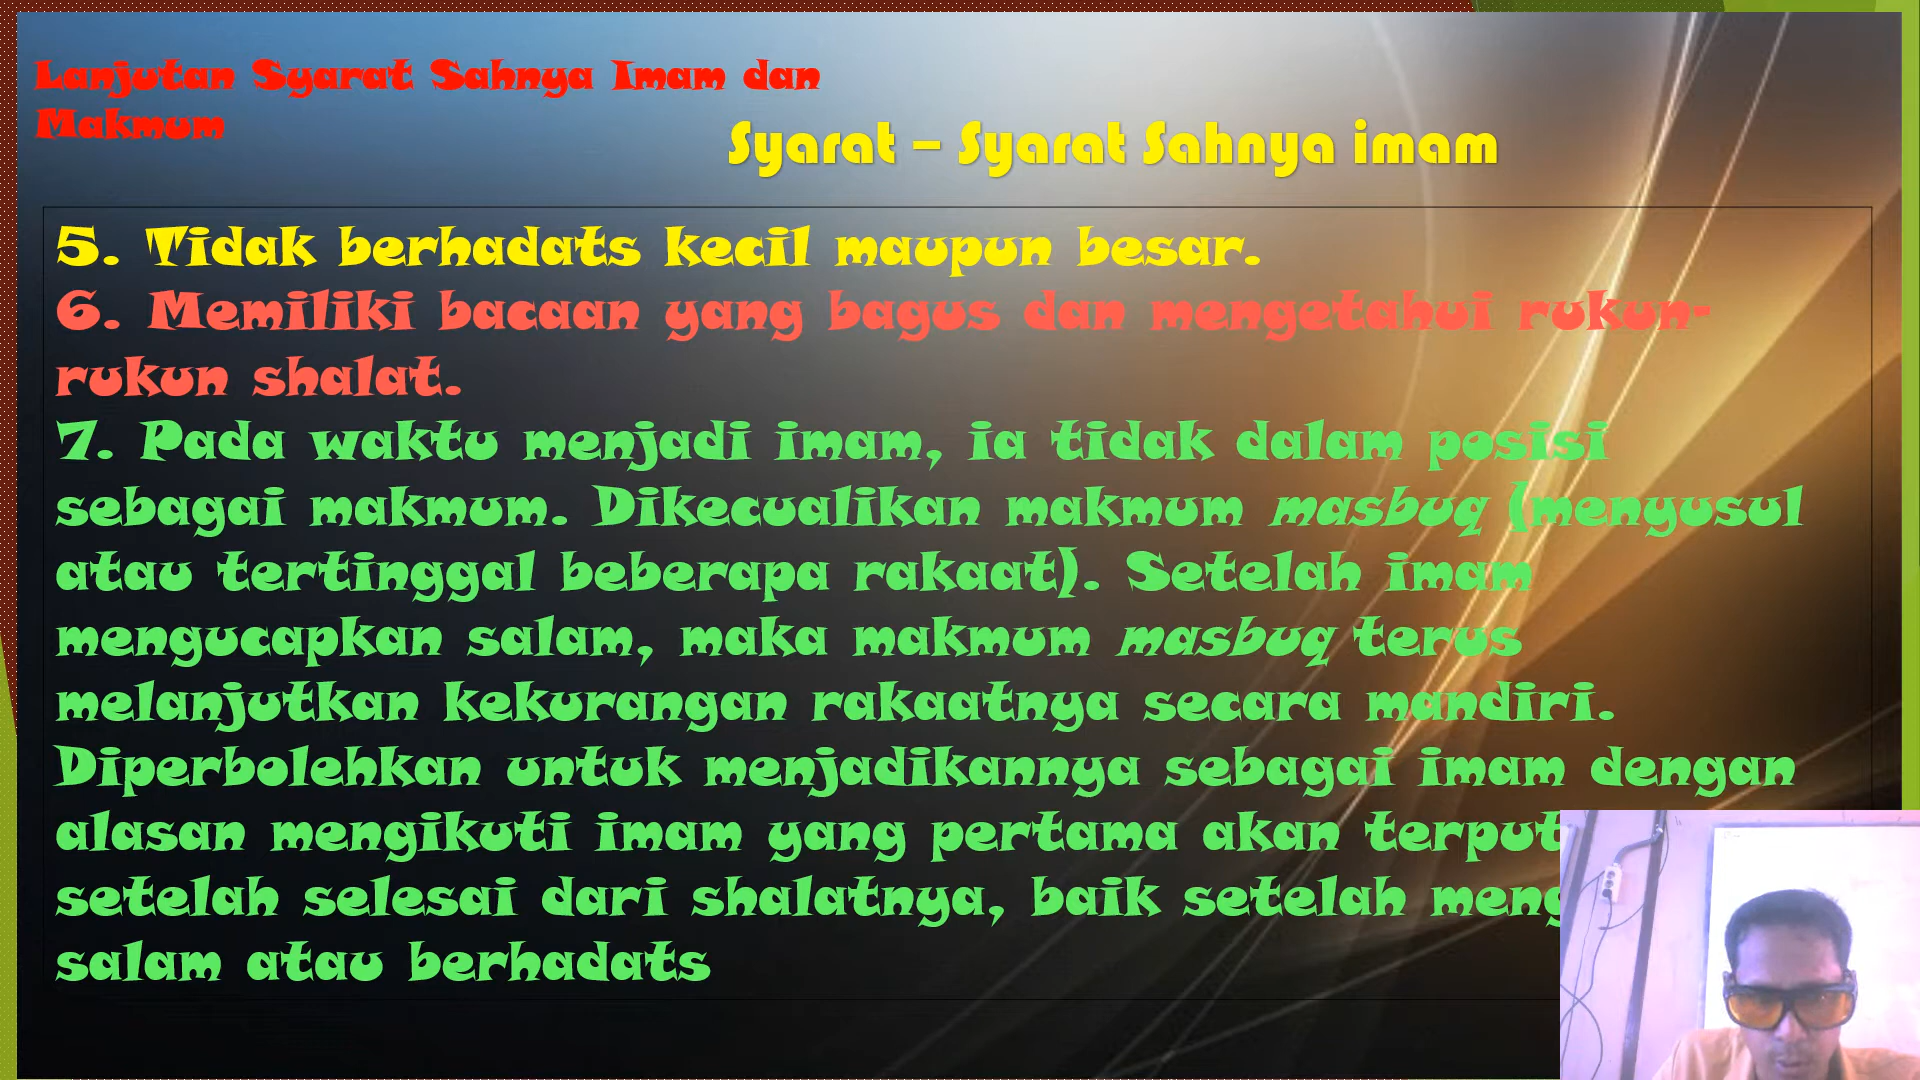 Lanjutan Syarat Sahnya Imam dan
Makmum
Syarat – Syarat Sahnya imam
5. Tidak berhadats kecil maupun besar.
6. Memiliki bacaan yang bagus dan mengetahui rukun-
rukun shalat.
7. Pada waktu menjadi imam, ia tidak dalam posisi
sebagai makmum. Dikecualikan makmum masbuq (menyusul
atau tertinggal beberapa rakaat). Setelah imam
mengucapkan salam, maka makmum masbuq terus
melanjutkan kekurangan rakaatnya secara mandiri.
Diperbolehkan untuk menjadikannya sebagai imam dengan
alasan mengikuti imam yang pertama akan
setelah selesai dari shalatnya, baik setelah
salam atau berhadats